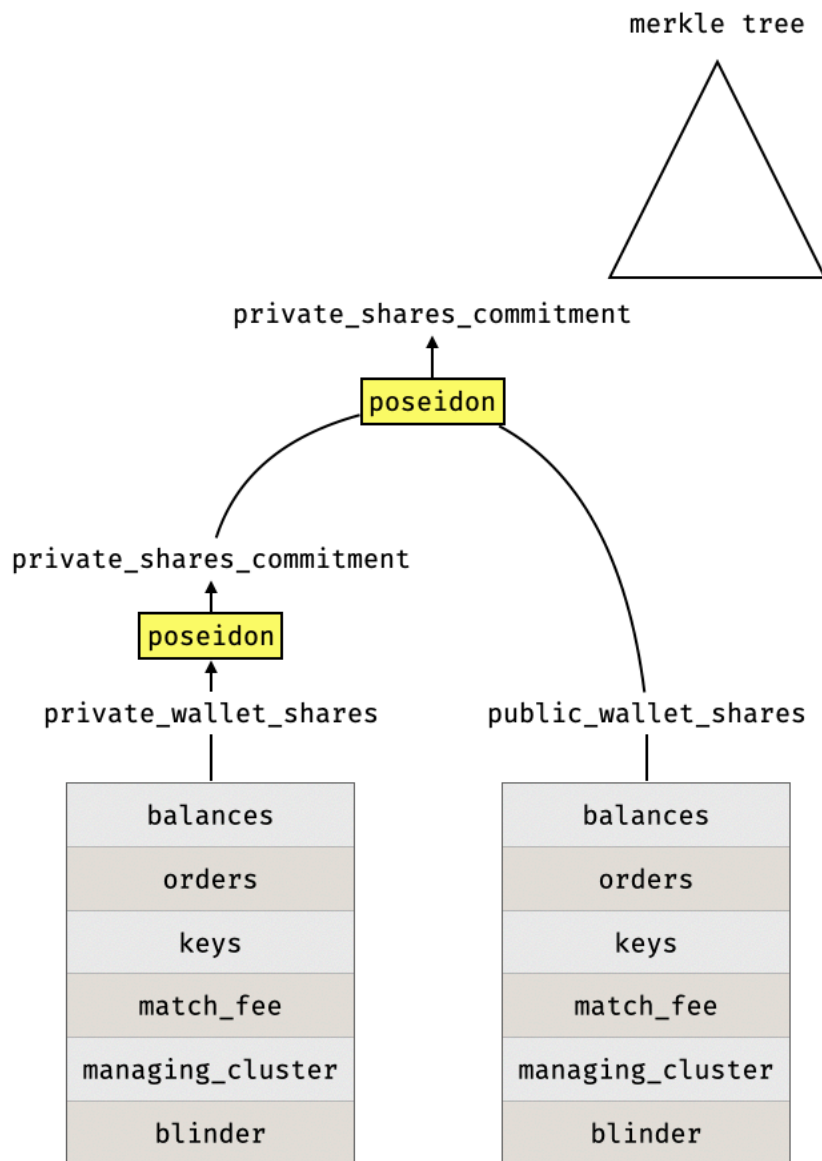 merkle tree
private_shares_commitment
poseidon
private_shares_commitment
poseidon
private_wallet_shares
public_wallet_shares
balances
balances
orders
orders
keys
keys
match_fee
match_fee
managing_cluster
managing_cluster
blinder
blinder